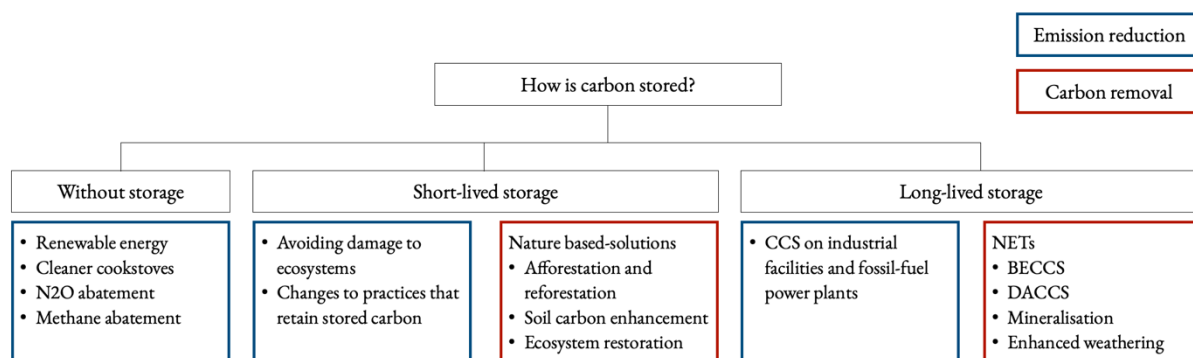 Emission reduction
How is carbon stored?
Carbon removal
Without storage
Short-lived storage
Long-lived storage
• Renewable energy
• Cleaner cookstoves
• N2O abatement
• Methane abatement
• Avoiding damage to
ecosystems
• Changes to practices that
retain stored carbon
Nature based-solutions
• Afforestation and
reforestation
• Soil carbon enhancement
• Ecosystem restoration
• CCS on industrial
facilities and fossil-fuel
power plants
NETs
• BECCS
• DACCS
• Mineralisation
• Enhanced weathering